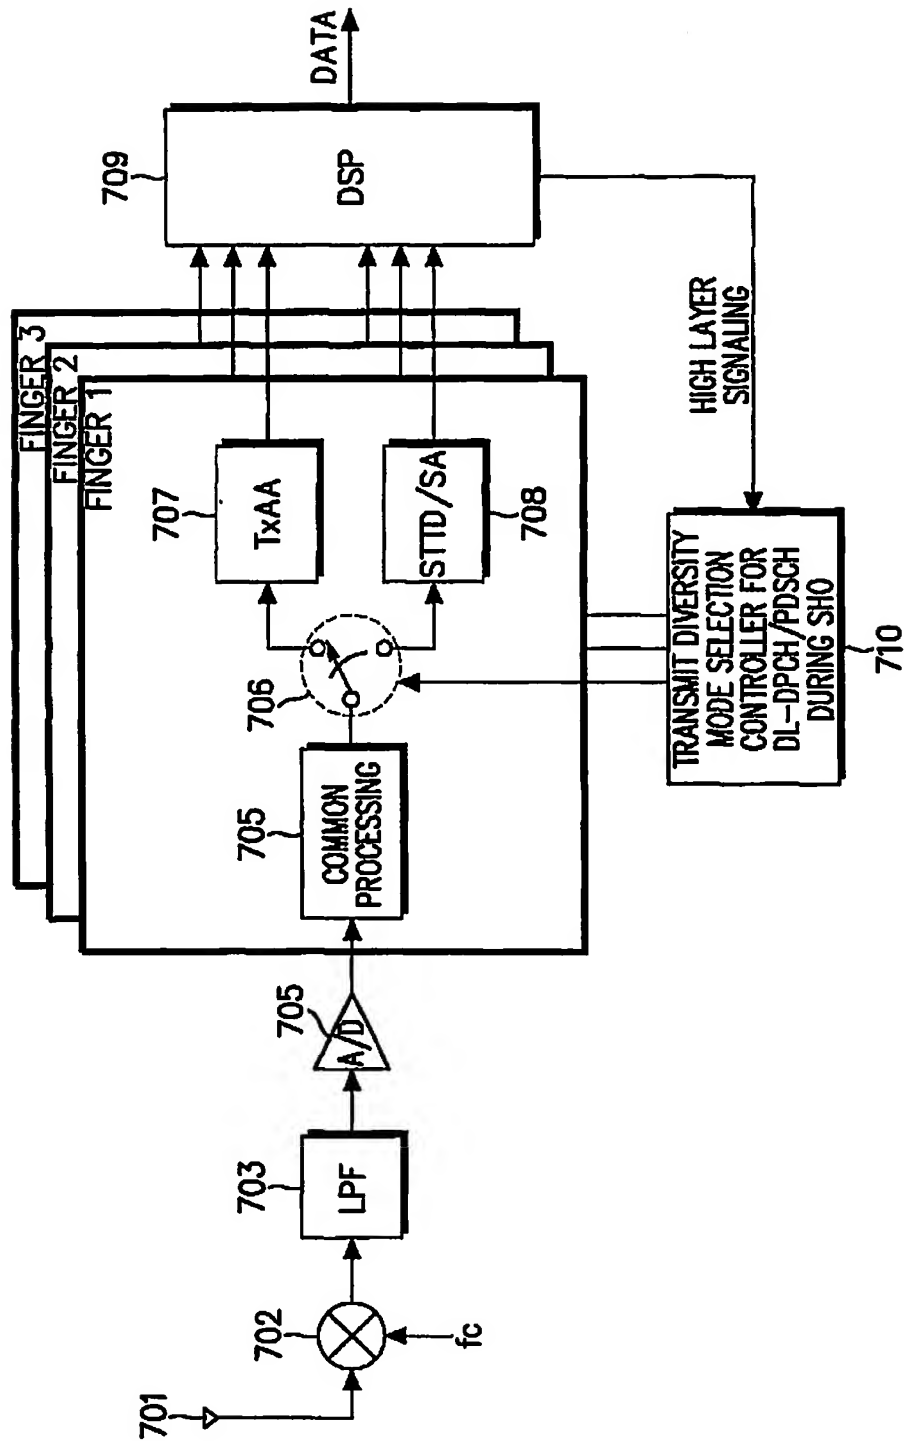 701
702
fc
703
LPF
705
A/D
FINGER 3
FINGER 2
FINGER 1
705
COMMON
PROCESSING
706
707
TxAA
STTD/SA
708
709
DSP
DATA
HIGH LAYER
SIGNALING
TRANSMIT DIVERSITY
MODE SELECTION
CONTROLLER FOR
DL-DPCH/PDSCH
DURING SHO
710